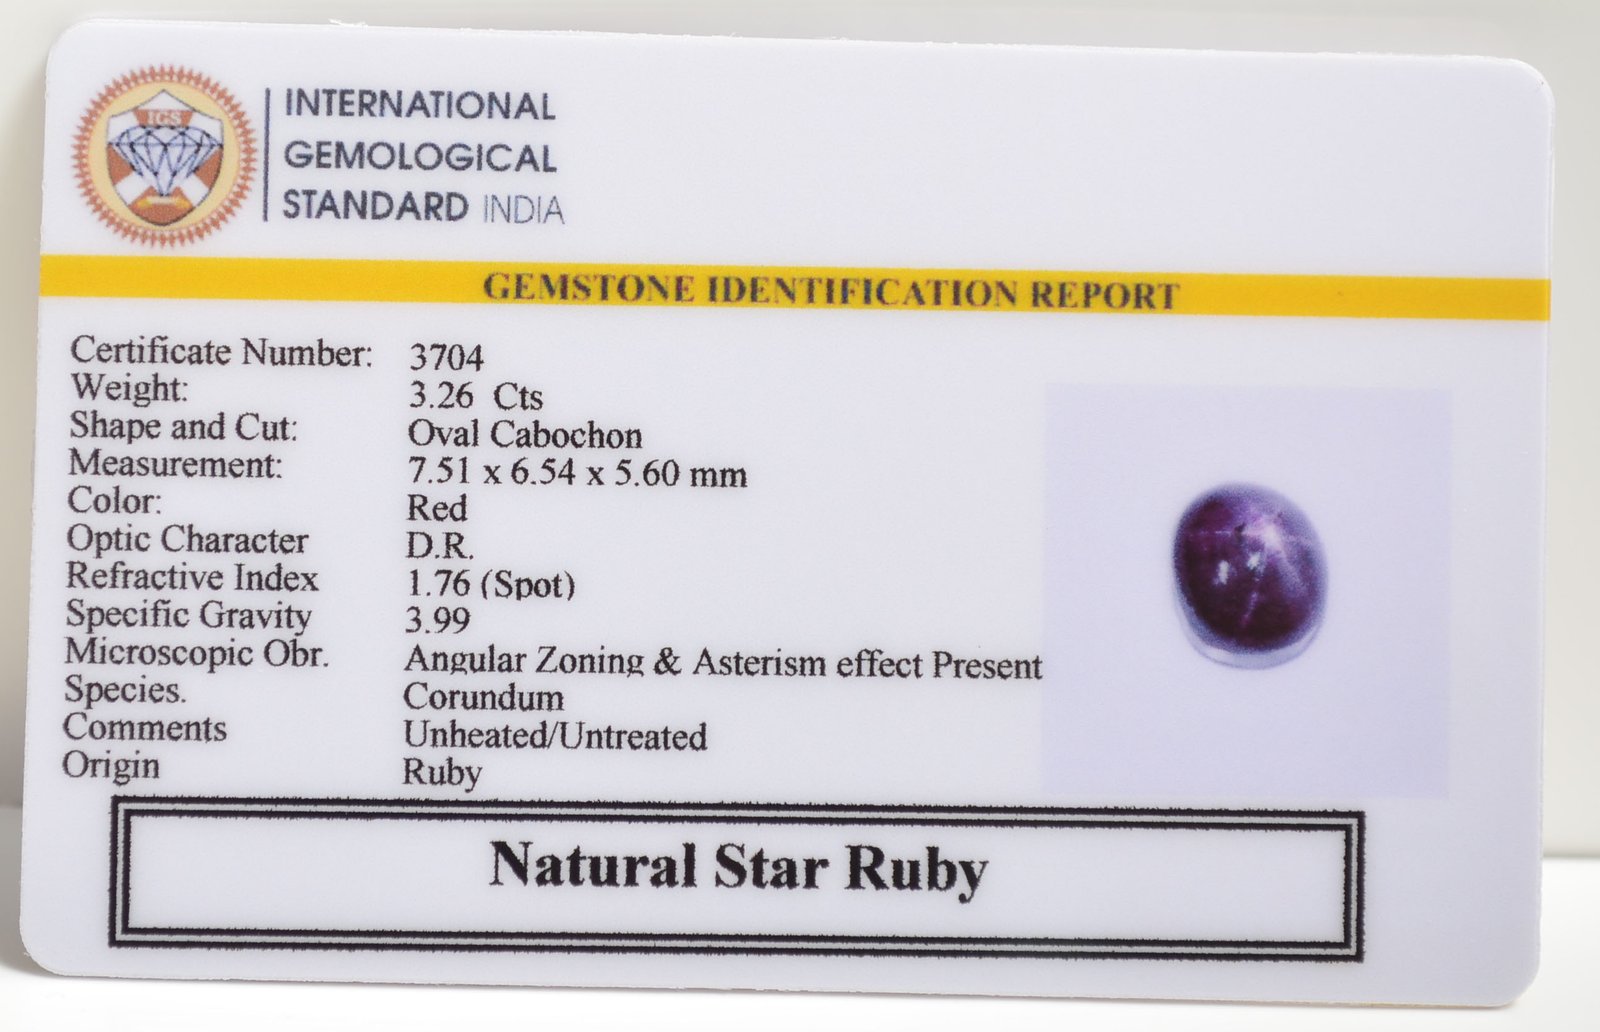 IGS
INTERNATIONAL
GEMOLOGICAL
STANDARD INDIA
GEMSTONE IDENTIFICATION REPORT
Certificate Number: 3704
Weight: 3.26 Cts
Shape and Cut: Oval Cabochon
Measurement: 7.51 x 6.54 x 5.60 mm
Color: Red
Optic Character D.R.
Refractive Index 1.76 (Spot)
Specific Gravity 3.99
Microscopic Obr. Angular Zoning & Asterism effect Present
Species. Corundum
Comments Unheated/Untreated
Origin Ruby
Natural Star Ruby